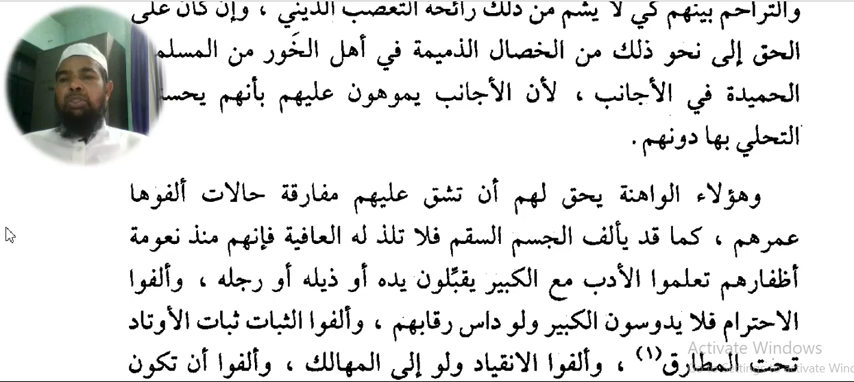 والتراحم بينهم كي لا يشم من ذلك رائحة التعصب الديني ، وإن كان على
الحق إلى نحو ذلك من الخصال الذميمة في أهل الخَور من المسلم
الحميدة في الأجانب ، لأن الأجانب يموهون عليهم بأنهم يحسـ
التحلي بها دونهم .
وهؤلاء الواهنة يحق لهم أن تشق عليهم مفارقة حالات ألفوها
عمرهم ، كما قد يألف الجسم السقم فلا تلذ له العافية فإنهم منذ نعومة
أظفارهم تعلموا الأدب مع الكبير يقبِّلون يده أو ذيله أو رجله ، وألفوا
الاحترام فلا يدوسون الكبير ولو داس رقابهم ، وألفوا الثبات ثبات الأوتاد
تحت المطارق(١) ، وألفوا الانقياد ولو إلى المهالك ، وألفوا أن تكون
Activate Windows